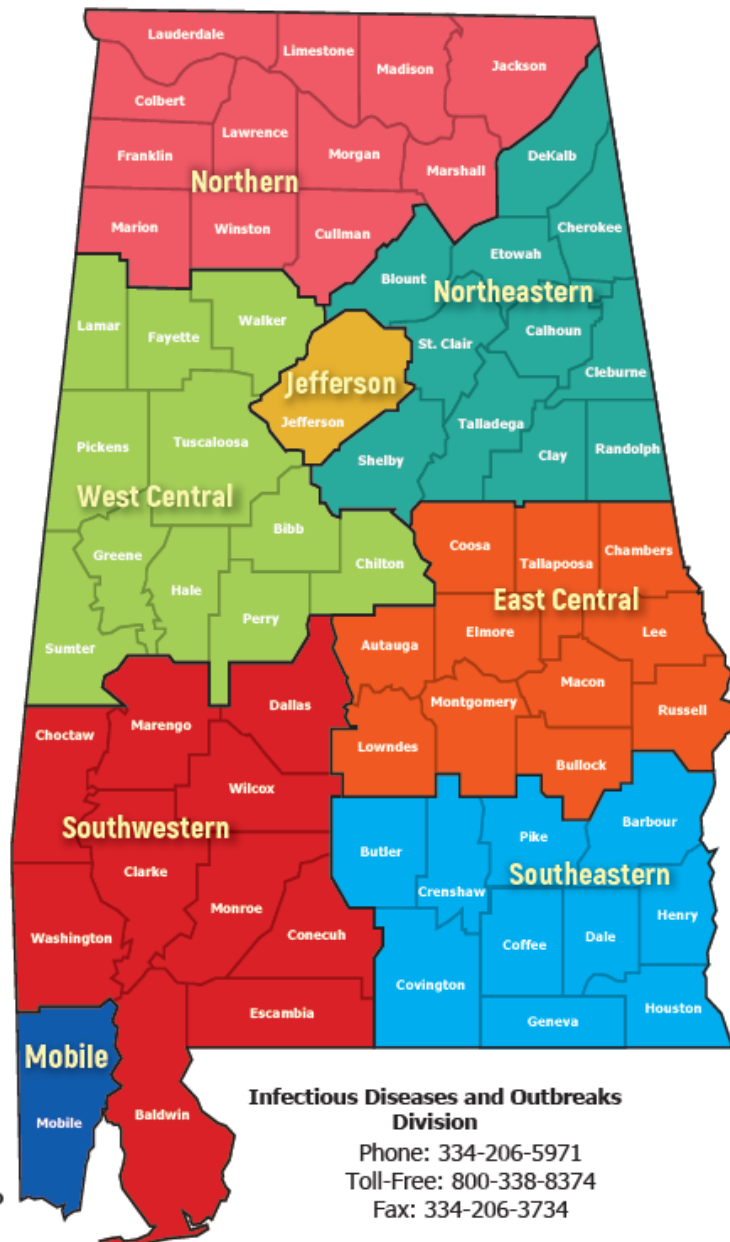 Lauderdale
Limestone
Madison
Jackson
Colbert
Lawrence
Franklin
Morgan
Marshall
DeKalb
Northern
Marion
Winston
Cullman
Cherokee
Etowah
Blount
Northeastern
Lamar
Fayette
Walker
Calhoun
St. Clair
Cleburne
Jefferson
Jefferson
Talladega
Pickens
Tuscaloosa
Shelby
Clay
Randolph
West Central
Bibb
Greene
Chilton
Coosa
Tallapoosa
Chambers
Hale
East Central
Perry
Sumter
Autauga
Elmore
Lee
Macon
Dallas
Montgomery
Russell
Choctaw
Marengo
Lowndes
Bullock
Wilcox
Southwestern
Barbour
Pike
Butler
Clarke
Southeastern
Crenshaw
Monroe
Henry
Washington
Conecuh
Coffee
Dale
Covington
Escambia
Geneva
Houston
Mobile
Mobile
Baldwin
Infectious Diseases and Outbreaks
Division
Phone: 334-206-5971
Toll-Free: 800-338-8374
Fax: 334-206-3734